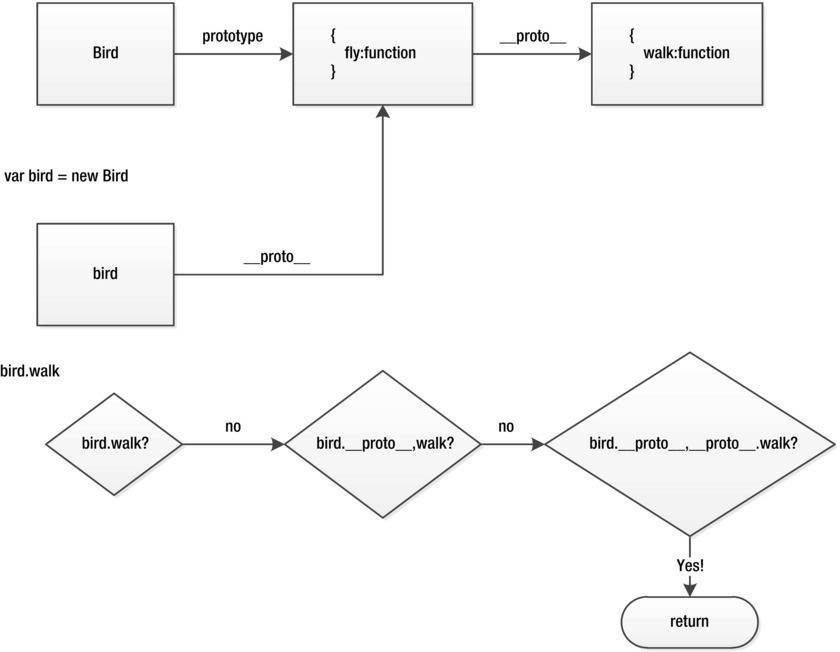 Bird
prototype
{
fly:function
}
__proto__
{
walk:function
}
var bird = new Bird
bird
__proto__
bird.walk
bird.walk?
no
bird.__proto__,walk?
no
bird.__proto__,__proto__.walk?
Yes!
return